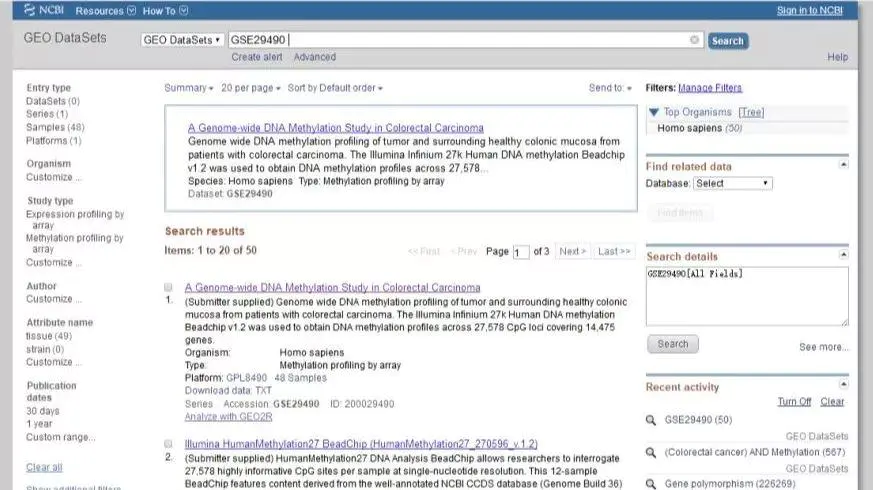 NCBI Resources How To Sign in to NCBI
GEO DataSets GEO DataSets GSE29490 Search
Create alert Advanced Help
Entry type
DataSets (0)
Series (1)
Samples (48)
Platforms (1)
Organism
Customize ...
Study type
Expression profiling by
array
Methylation profiling by
array
Customize ...
Author
Customize ...
Attribute name
tissue (49)
strain (0)
Customize ...
Publication
dates
30 days
1 year
Custom range...
Clear all
Show additional filters
Summary 20 per page Sort by Default order Send to:
A Genome-wide DNA Methylation Study in Colorectal Carcinoma
Genome wide DNA methylation profiling of tumor and surrounding healthy colonic mucosa from
patients with colorectal carcinoma. The Illumina Infinium 27k Human DNA methylation Beadchip
v1.2 was used to obtain DNA methylation profiles across 27,578...
Species: Homo sapiens Type: Methylation profiling by array
Dataset: GSE29490
Search results
Items: 1 to 20 of 50 << First < Prev Page 1 of 3 Next > Last >>
A Genome-wide DNA Methylation Study in Colorectal Carcinoma
1. (Submitter supplied) Genome wide DNA methylation profiling of tumor and surrounding healthy colonic
mucosa from patients with colorectal carcinoma. The Illumina Infinium 27k Human DNA methylation
Beadchip v1.2 was used to obtain DNA methylation profiles across 27,578 CpG loci covering 14,475
genes.
Organism: Homo sapiens
Type: Methylation profiling by array
Platform: GPL8490 48 Samples
Download data: TXT
Series Accession: GSE29490 ID: 200029490
Analyze with GEO2R
Illumina HumanMethylation27 BeadChip (HumanMethylation27_270596_v.1.2)
2. (Submitter supplied) HumanMethylation27 DNA Analysis BeadChip allows researchers to interrogate
27,578 highly informative CpG sites per sample at single-nucleotide resolution. This 12-sample
BeadChip features content derived from the well-annotated NCBI CCDS database (Genome Build 36)
Filters: Manage Filters
Top Organisms [Tree]
Homo sapiens (50)
Find related data
Database: Select
Find items
Search details
GSE29490[All Fields]
Search See more...
Recent activity
Turn Off Clear
GSE29490 (50)
GEO DataSets
(Colorectal cancer) AND Methylation (567)
GEO DataSets
Gene polymorphism (226269)